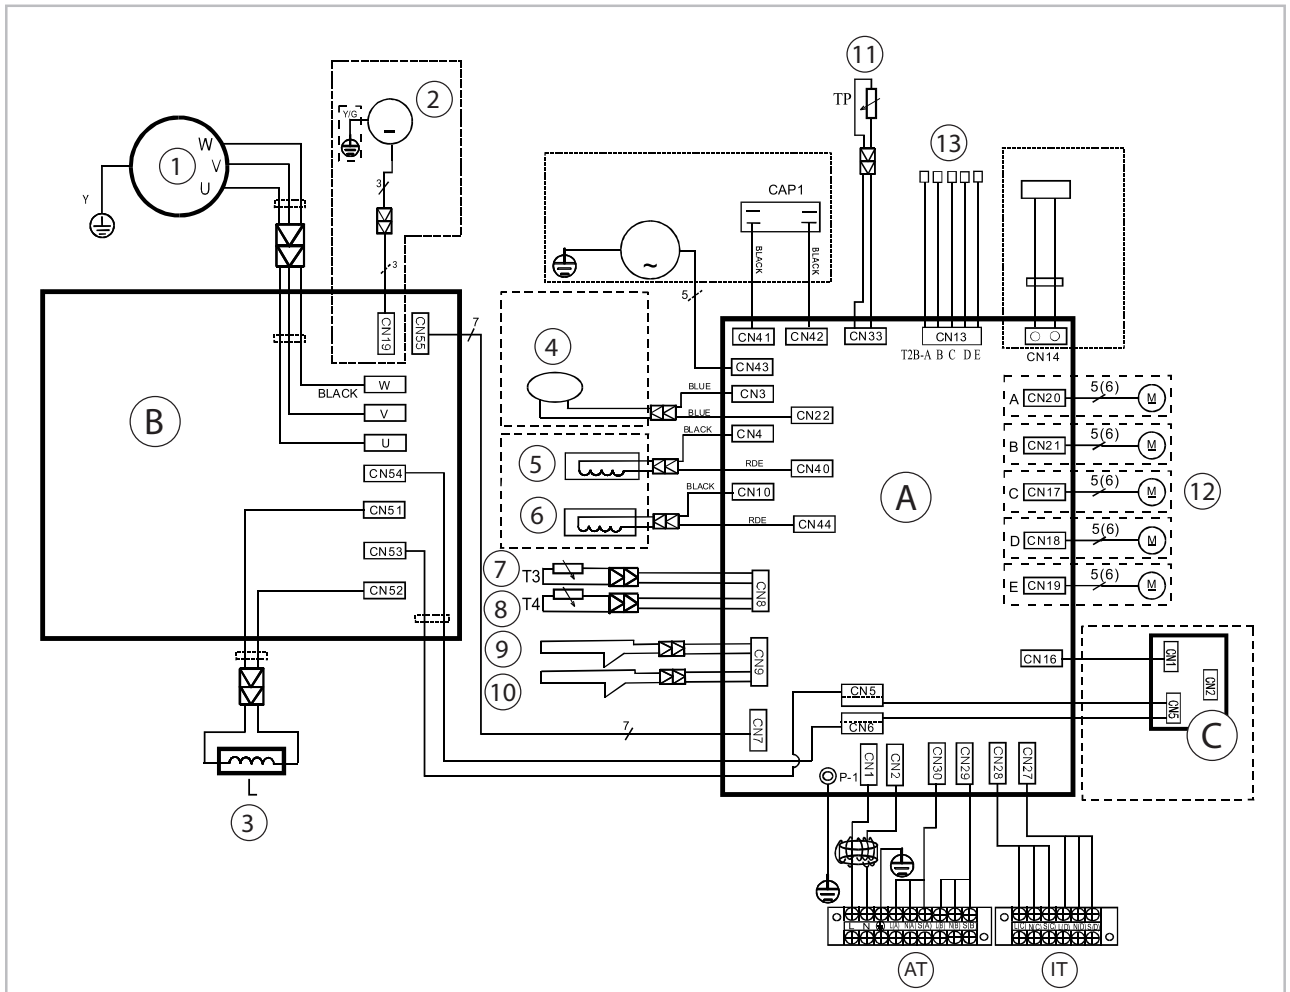 11
TP
2
13
Y/G
W
1
V
U
CAP1
Y
3
BLACK
BLACK
3
5
CN19
CN55
7
CN41
CN42
CN33
CN13
T2B-A B C D E
CN14
4
CN43
A CN20 5(6) M
BLACK W
BLUE
CN3
BLUE
CN22
B
V
BLACK
CN4
B CN21 5(6) M
U
5
RDE
CN40
CN54
BLACK
CN10
A
C CN17 5(6) M
12
CN51
6
RDE
CN44
D CN18 5(6) M
CN53
7
T3
CN8
E CN19 5(6) M
CN52
8
T4
9
CN9
CN16
CN1
10
CN2
CN5
CN5
CN6
7
CN7
C
CN1
CN2
CN30
CN29
CN28
CN27
P-1
L
3
L N L(A) N(A) S(A) L(B) N(B) S(B)
L(C) N(C) S(C) L(D) N(D) S(D)
AT
IT